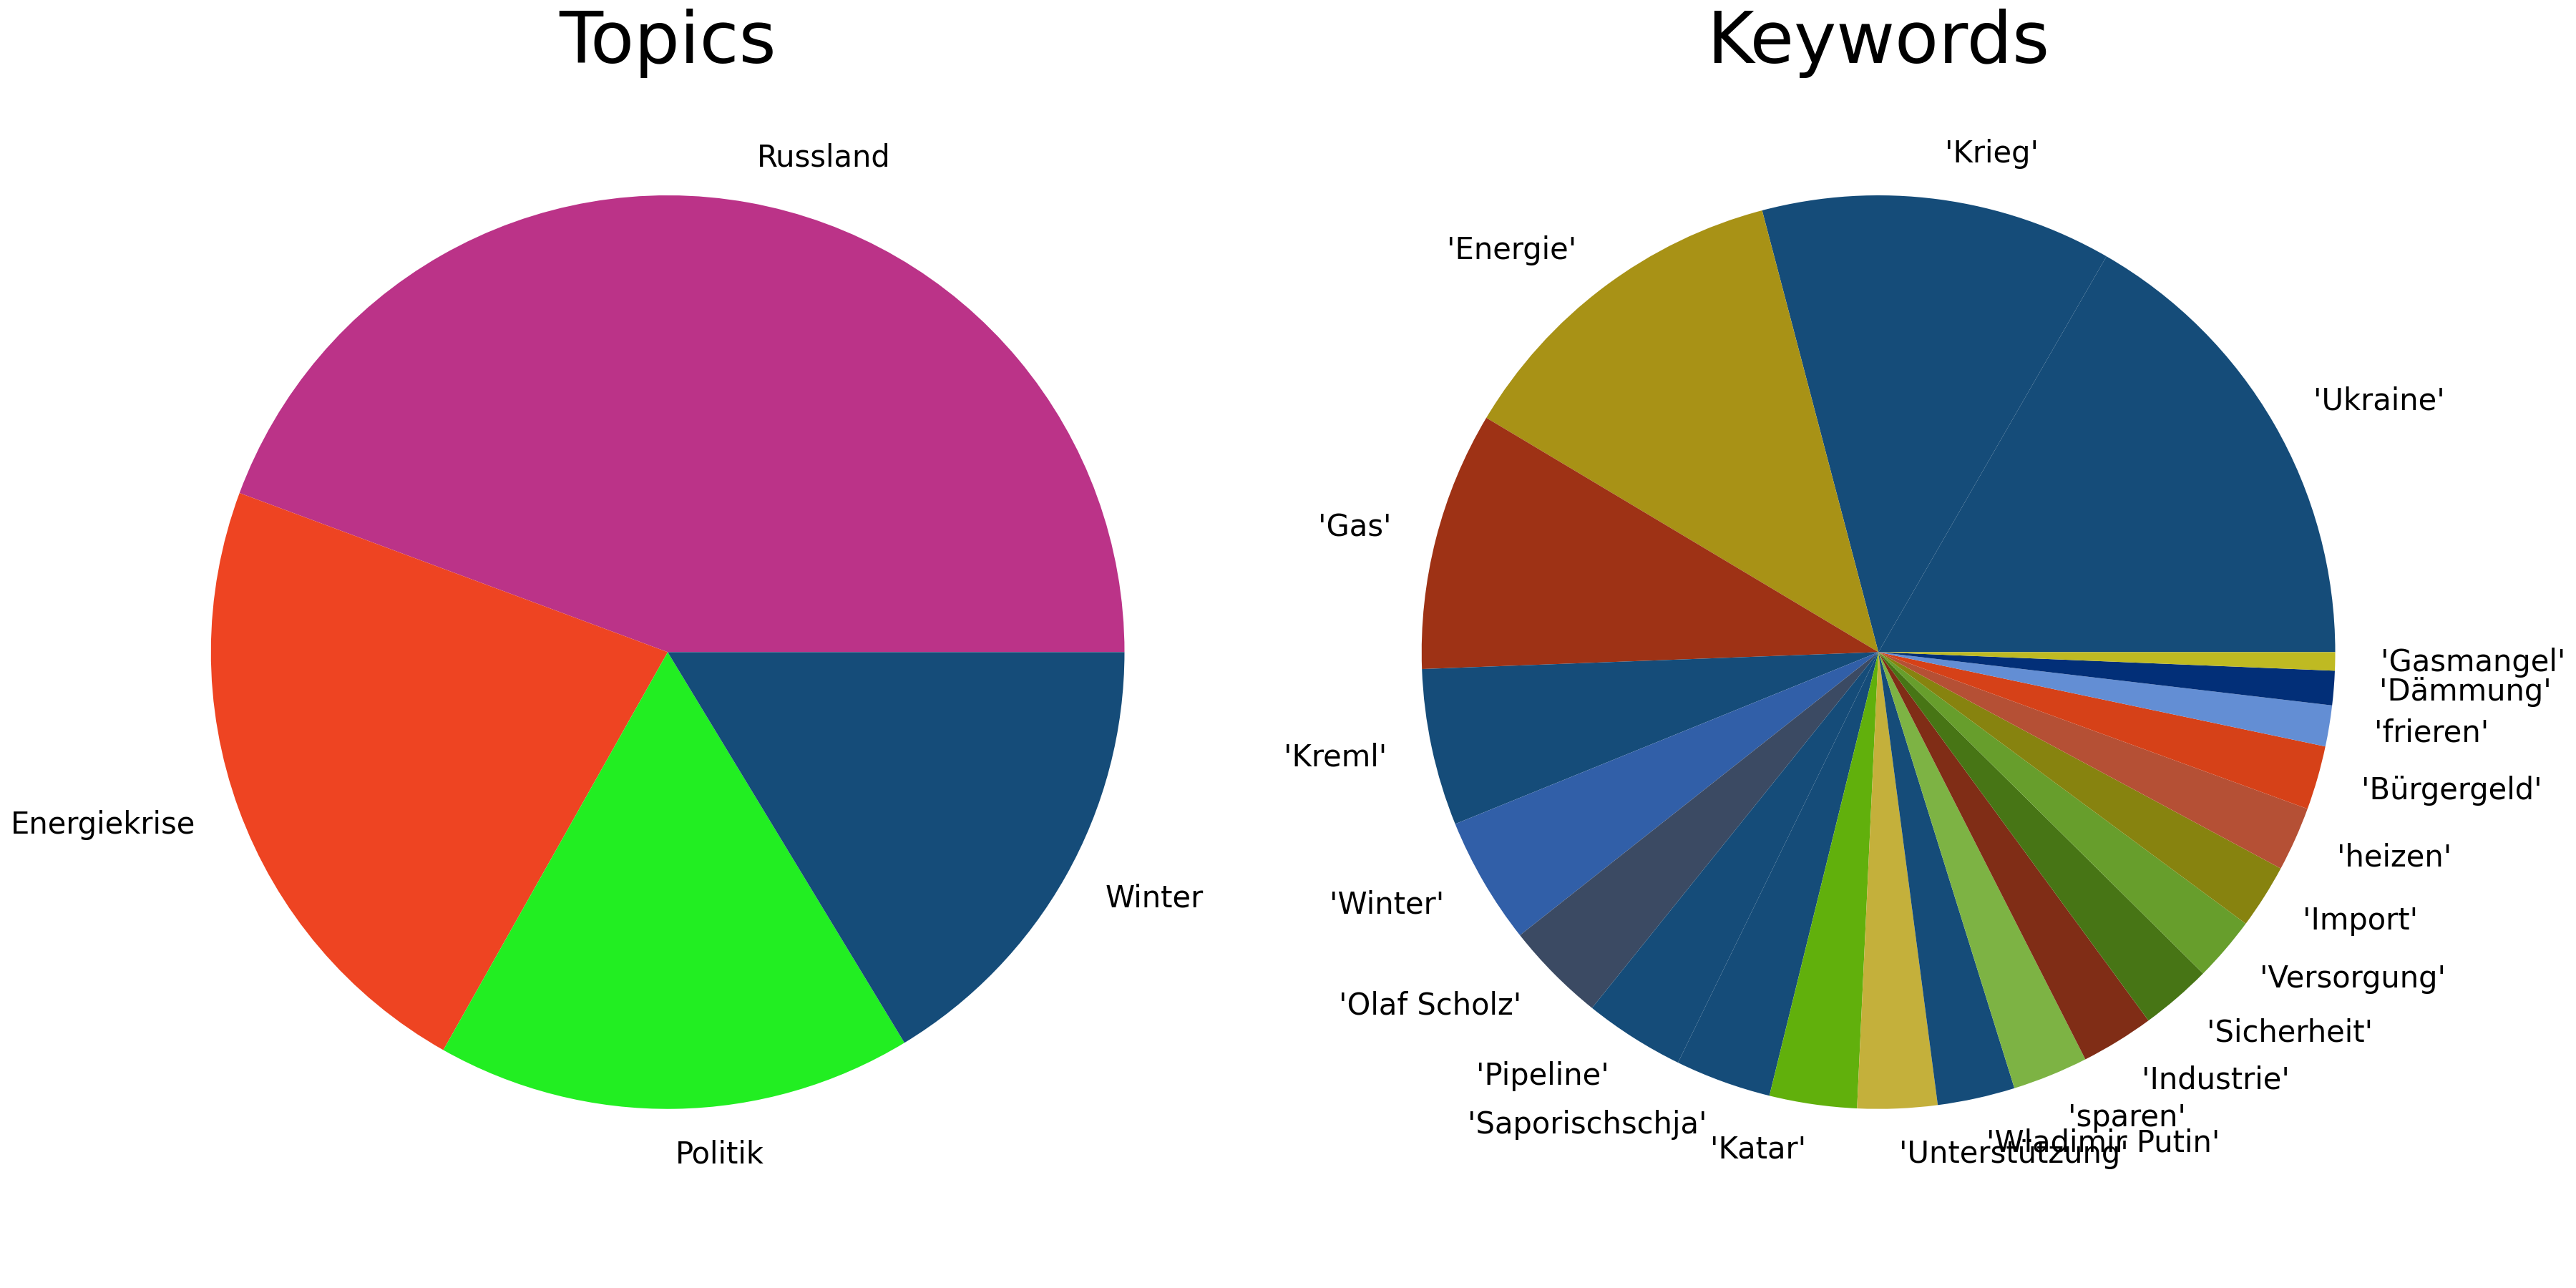 Topics
Russland
Energiekrise
Politik
Winter
Keywords
'Ukraine'
'Krieg'
'Energie'
'Gas'
'Kreml'
'Winter'
'Olaf Scholz'
'Pipeline'
'Saporischschja'
'Katar'
'Unterstützung'
'Wladimir Putin'
'sparen'
'Industrie'
'Sicherheit'
'Versorgung'
'Import'
'heizen'
'Bürgergeld'
'frieren'
'Dämmung'
'Gasmangel'